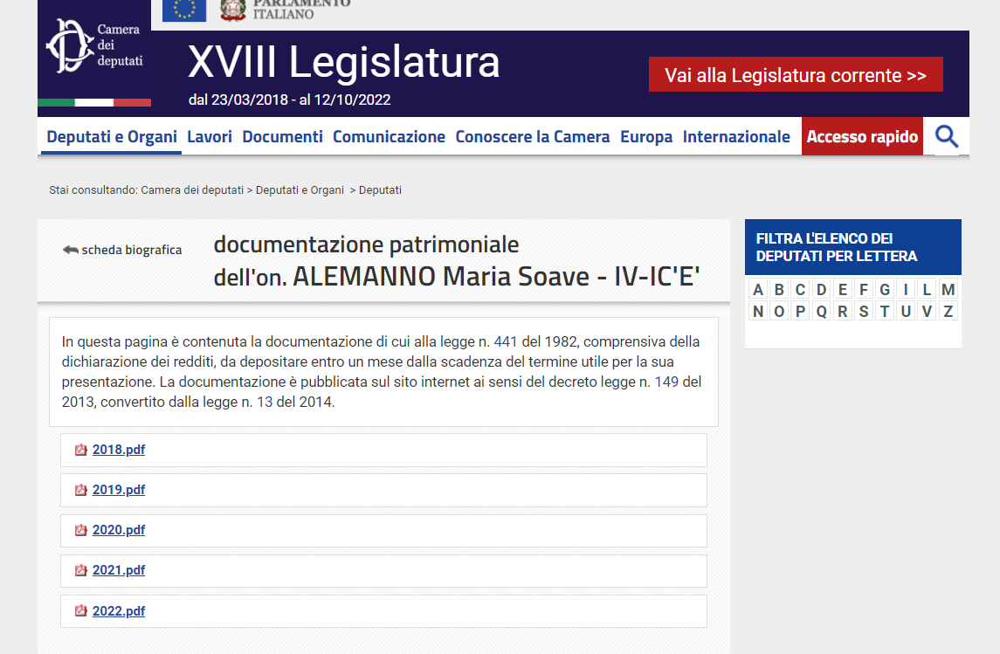 PARLAMENTO
ITALIANO
Camera
dei
deputati
XVIII Legislatura
dal 23/03/2018 - al 12/10/2022
Vai alla Legislatura corrente >>
Deputati e Organi Lavori Documenti Comunicazione Conoscere la Camera Europa Internazionale Accesso rapido
Stai consultando: Camera dei deputati > Deputati e Organi > Deputati
scheda biografica
documentazione patrimoniale
dell'on. ALEMANNO Maria Soave - IV-IC'E'
In questa pagina è contenuta la documentazione di cui alla legge n. 441 del 1982, comprensiva della
dichiarazione dei redditi, da depositare entro un mese dalla scadenza del termine utile per la sua
presentazione. La documentazione è pubblicata sul sito internet ai sensi del decreto legge n. 149 del
2013, convertito dalla legge n. 13 del 2014.
2018.pdf
2019.pdf
2020.pdf
2021.pdf
2022.pdf
FILTRA L'ELENCO DEI
DEPUTATI PER LETTERA
A B C D E F G I L M
N O P Q R S T U V Z